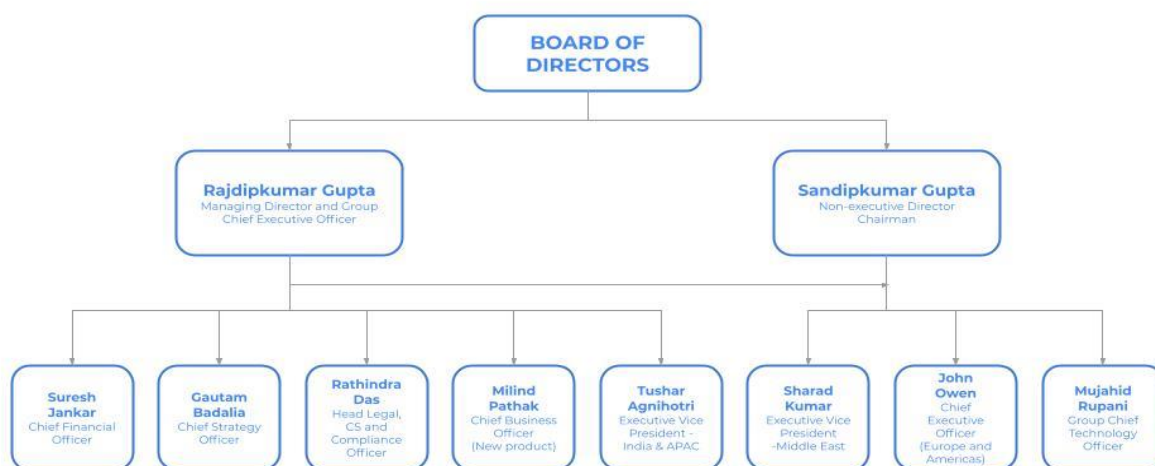 BOARD OF
DIRECTORS
Rajdipkumar Gupta
Managing Director and Group
Chief Executive Officer
Sandipkumar Gupta
Non-executive Director
Chairman
Suresh
Jankar
Chief Financial
Officer
Gautam
Badalia
Chief Strategy
Officer
Rathindra
Das
Head Legal,
CS and
Compliance
Officer
Milind
Pathak
Chief Business
Officer
(New product)
Tushar
Agnihotri
Executive Vice
President -
India & APAC
Sharad
Kumar
Executive Vice
President
-Middle East
John
Owen
Chief
Executive
Officer
(Europe and
Americas)
Mujahid
Rupani
Group Chief
Technology
Officer